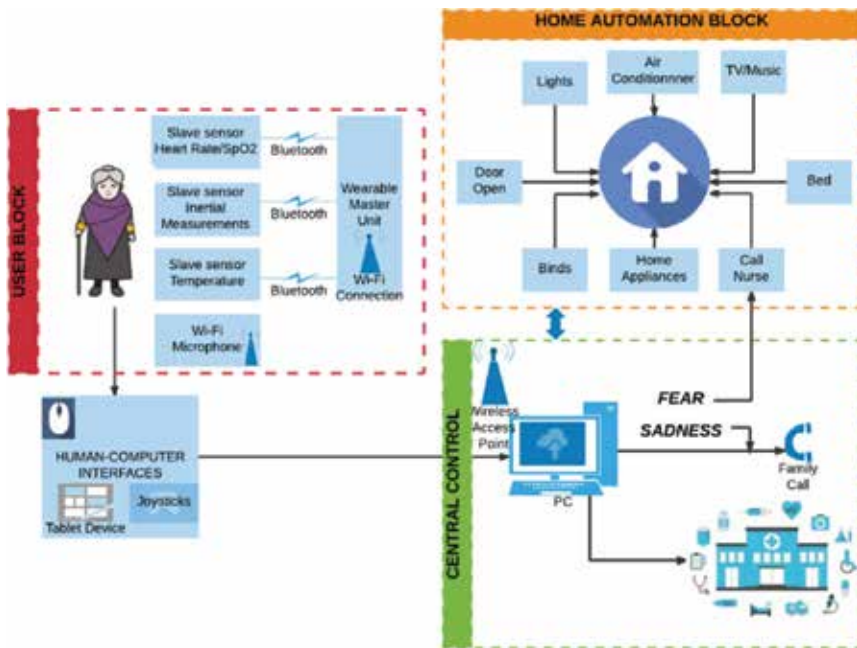 HOME AUTOMATION BLOCK
Lights
Air
Conditionnner
TV/Music
Door
Open
Bed
Binds
Home
Appliances
Call
Nurse
USER BLOCK
Slave sensor
Heart Rate/SpO2
Bluetooth
Slave sensor
Inertial
Measurements
Bluetooth
Slave sensor
Temperature
Bluetooth
Wearable
Master
Unit
Wi-Fi
Connection
Wi-Fi
Microphone
HUMAN-COMPUTER
INTERFACES
Tablet Device
Joysticks
CENTRAL CONTROL
Wireless
Access
Point
PC
FEAR
SADNESS
Family
Call